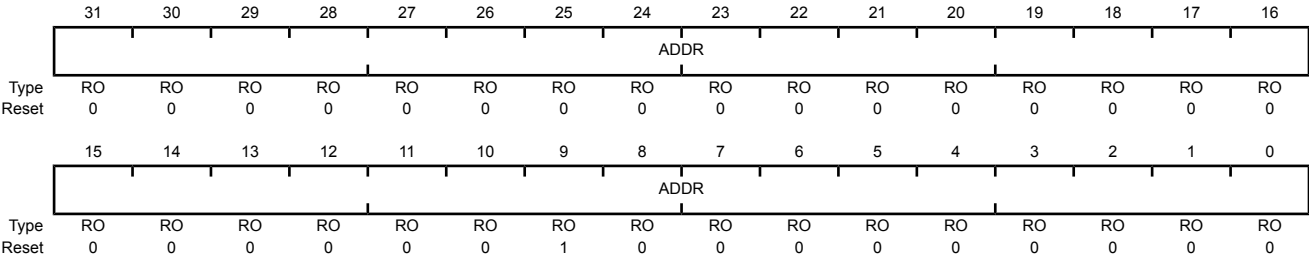 31 30 29 28 27 26 25 24 23 22 21 20 19 18 17 16
ADDR
Type RO RO RO RO RO RO RO RO RO RO RO RO RO RO RO RO
Reset 0 0 0 0 0 0 0 0 0 0 0 0 0 0 0 0
15 14 13 12 11 10 9 8 7 6 5 4 3 2 1 0
ADDR
Type RO RO RO RO RO RO RO RO RO RO RO RO RO RO RO RO
Reset 0 0 0 0 0 0 1 0 0 0 0 0 0 0 0 0